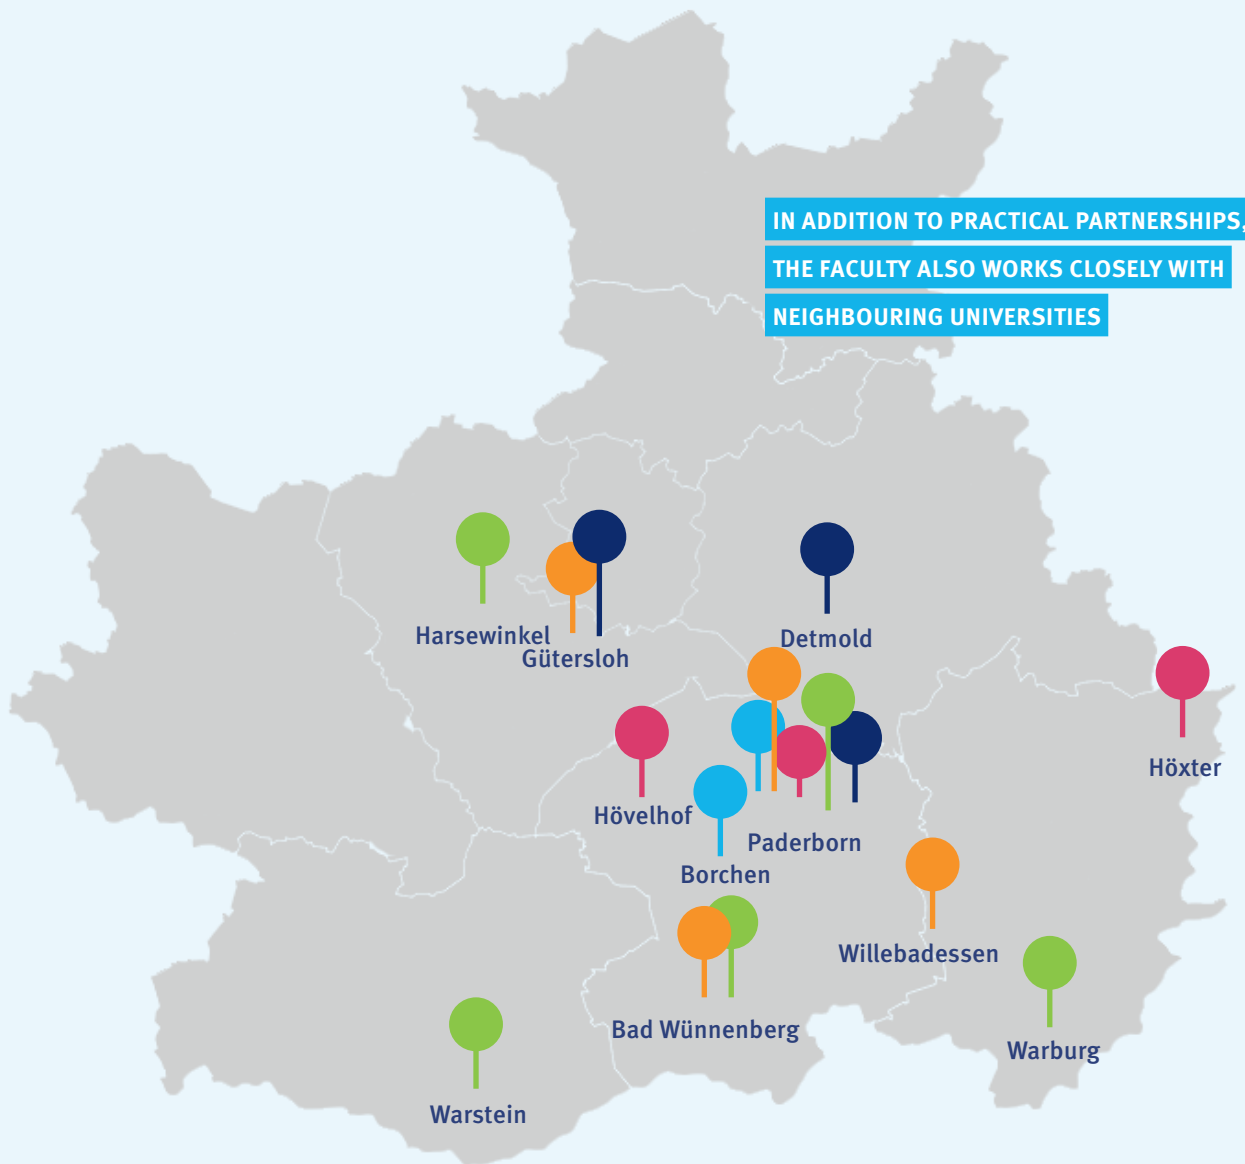 IN ADDITION TO PRACTICAL PARTNERSHIPS,
THE FACULTY ALSO WORKS CLOSELY WITH
NEIGHBOURING UNIVERSITIES
Harsewinkel
Gütersloh
Detmold
Höxter
Hövelhof
Paderborn
Borchen
Willebadessen
Bad Wünnenberg
Warburg
Warstein